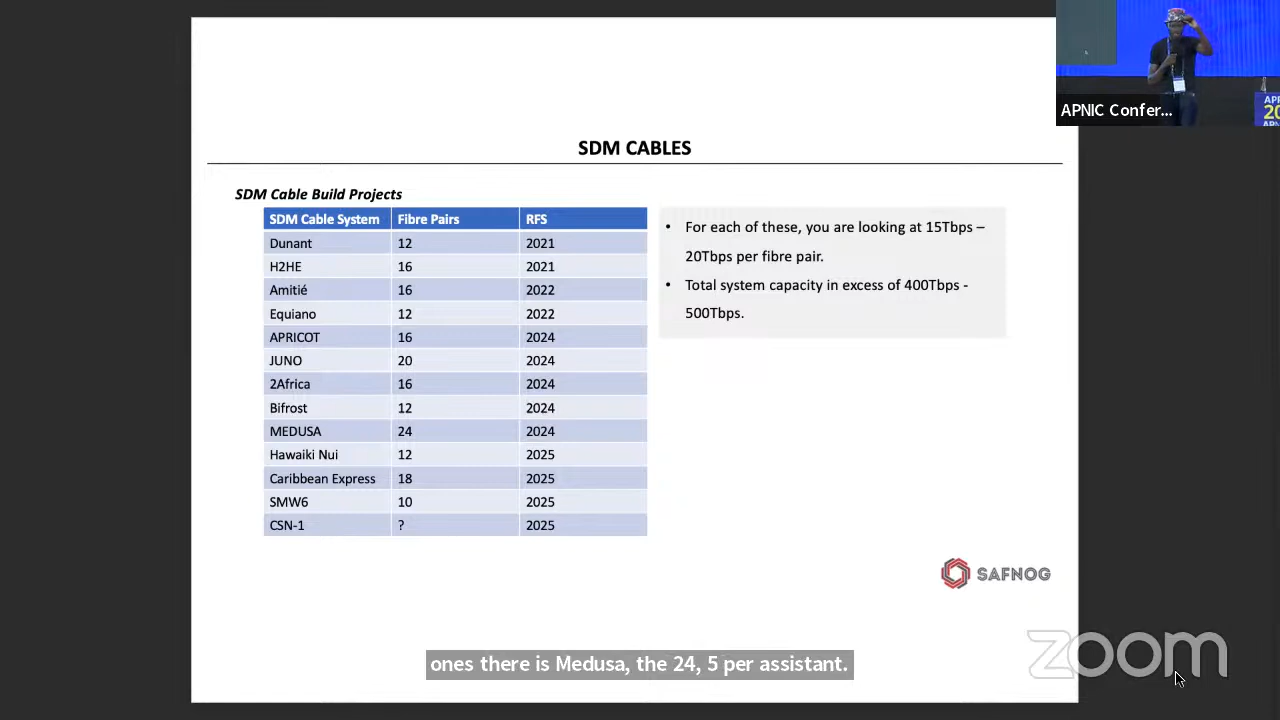 APNIC Confer...
APP
20
SDM CABLES
SDM Cable Build Projects
SDM Cable System Fibre Pairs RFS
Dunant 12 2021
H2HE 16 2021
Amitié 16 2022
Equiano 12 2022
APRICOT 16 2024
JUNO 20 2024
2Africa 16 2024
Bifrost 12 2024
MEDUSA 24 2024
Hawaiki Nui 12 2025
Caribbean Express 18 2025
SMW6 10 2025
CSN-1 ? 2025
• For each of these, you are looking at 15Tbps –
20Tbps per fibre pair.
• Total system capacity in excess of 400Tbps -
500Tbps.
SAFNOG
zoom
ones there is Medusa, the 24, 5 per assistant.